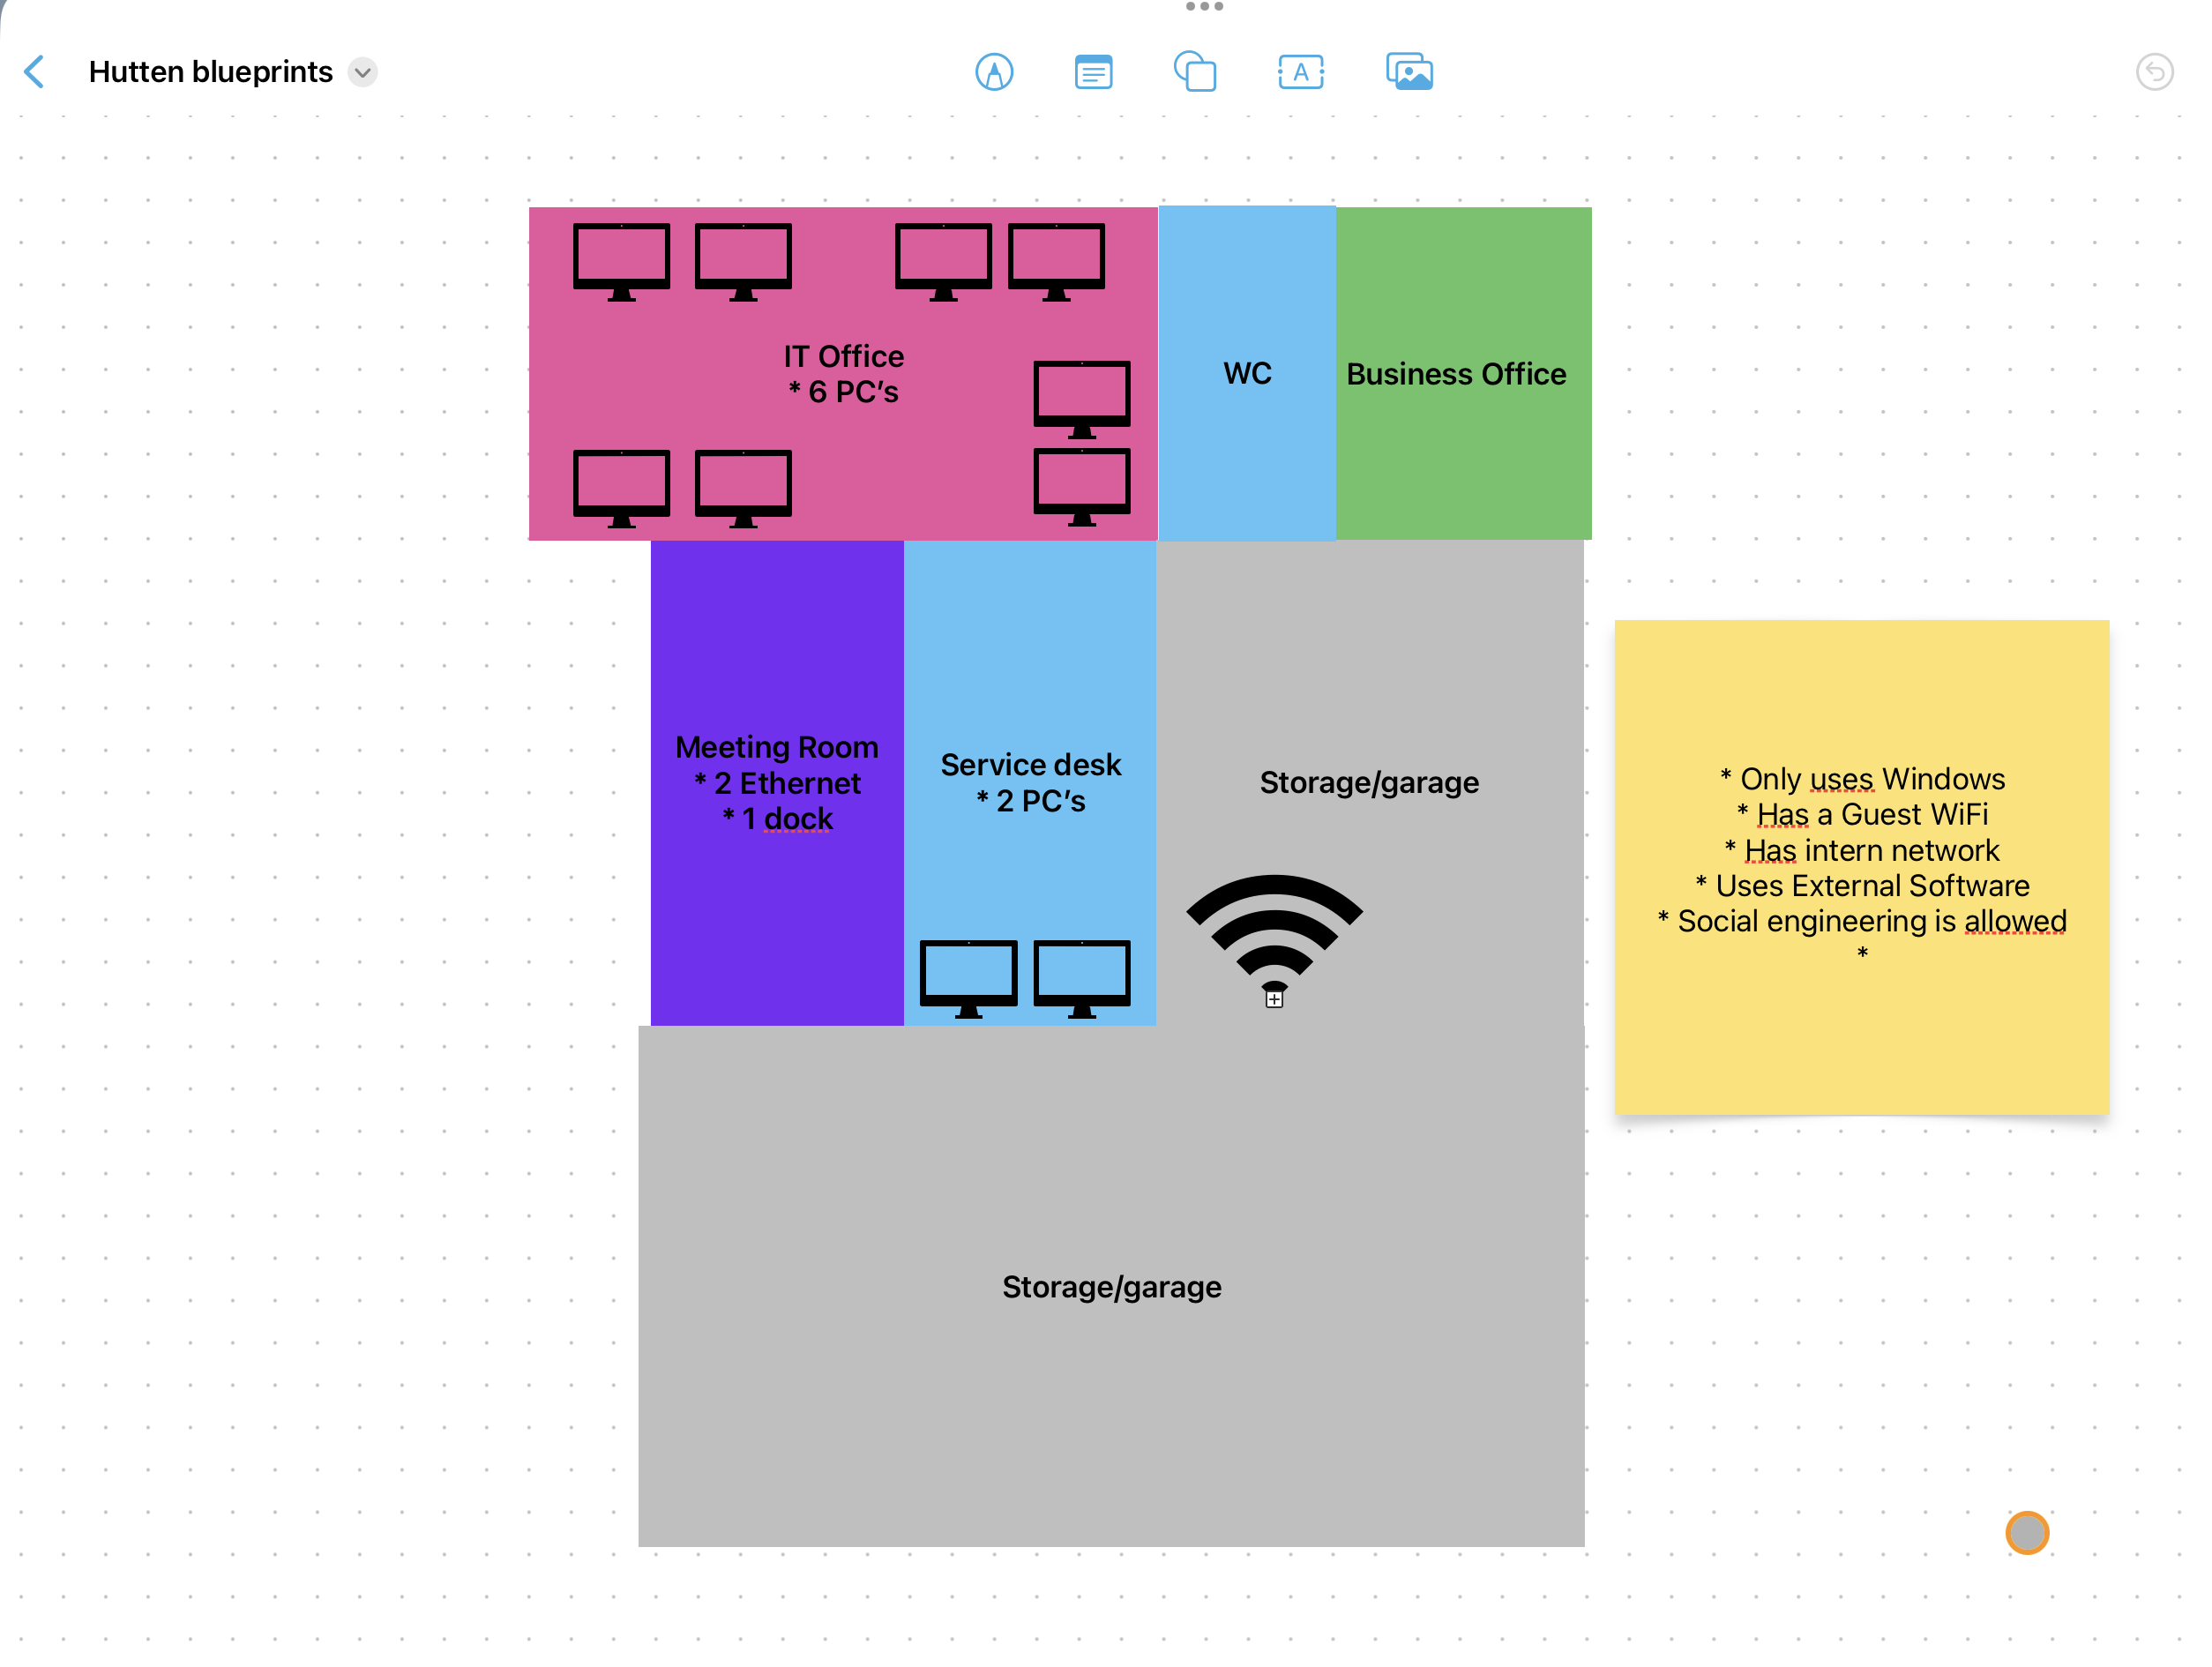 Hutten blueprints
IT Office
* 6 PC’s
WC
Business Office
Meeting Room
* 2 Ethernet
* 1 dock
Service desk
* 2 PC’s
Storage/garage
* Only uses Windows
* Has a Guest WiFi
* Has intern network
* Uses External Software
* Social engineering is allowed
*
Storage/garage